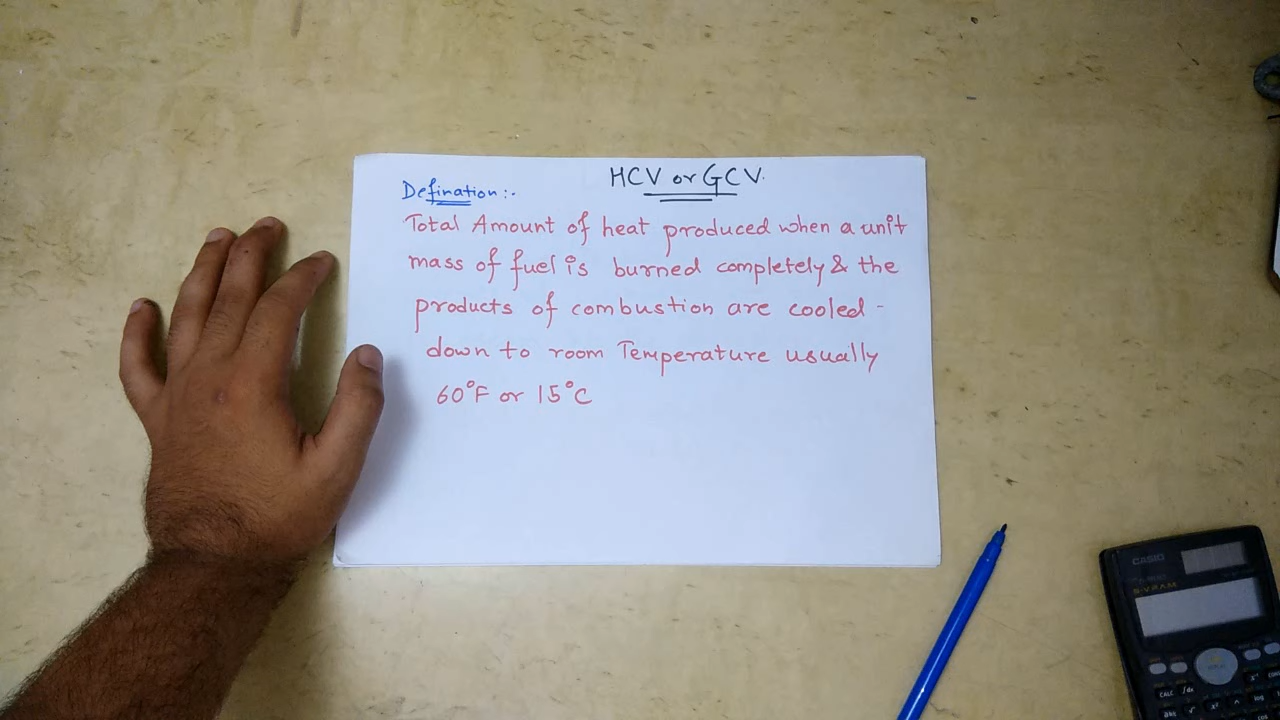 HCV or GCV.
Defination:-
Total Amount of heat produced when a unit
mass of fuel is burned completely & the
products of combustion are cooled -
down to room Temperature usually
60°F or 15°C
CASIO
S-V.P.A.M.